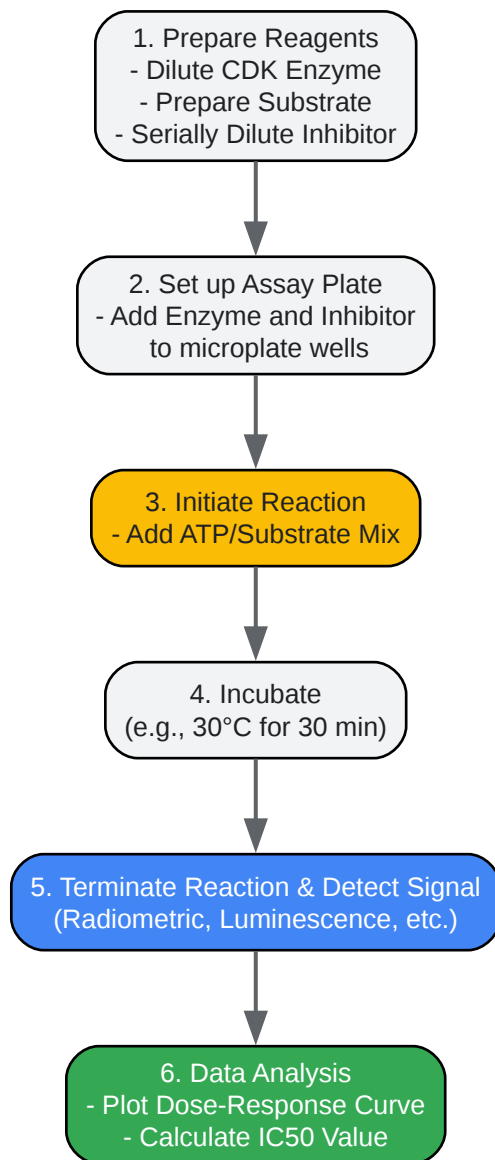 1. Prepare Reagents
- Dilute CDK Enzyme
- Prepare Substrate
- Serially Dilute Inhibitor
2. Set up Assay Plate
- Add Enzyme and Inhibitor
to microplate wells
3. Initiate Reaction
- Add ATP/Substrate Mix
4. Incubate
(e.g., 30°C for 30 min)
5. Terminate Reaction & Detect Signal
(Radiometric, Luminescence, etc.)
6. Data Analysis
- Plot Dose-Response Curve
- Calculate IC50 Value